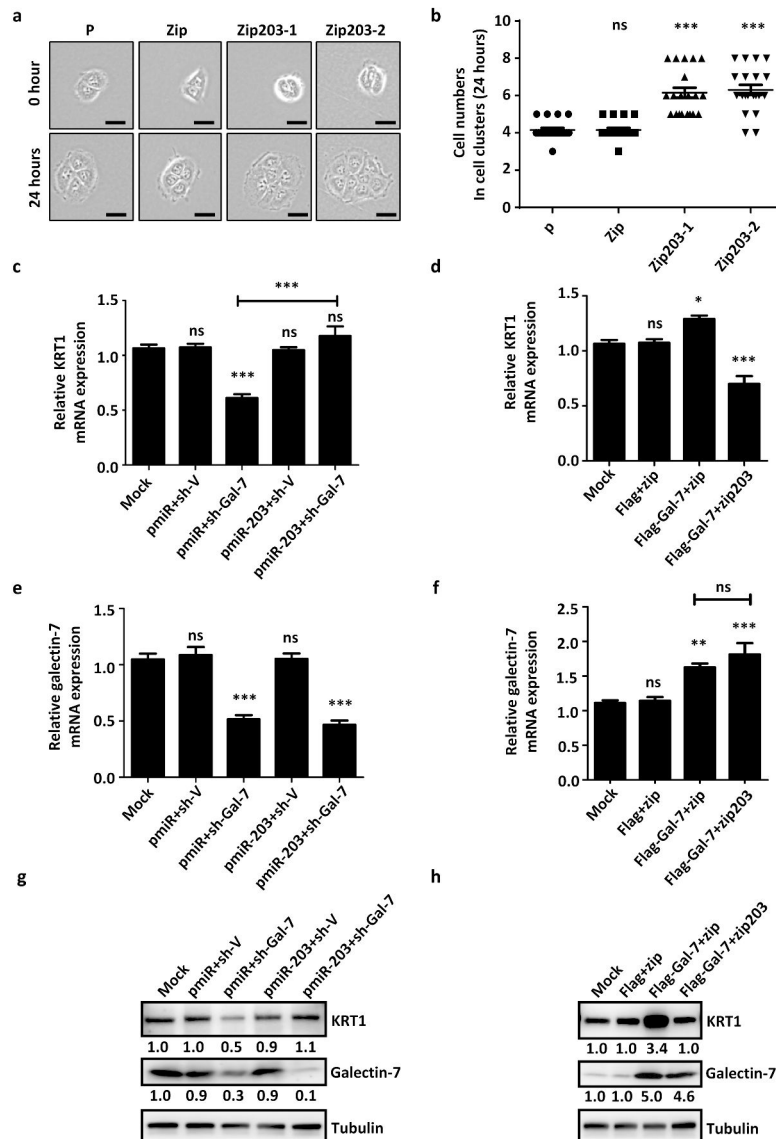 a
P
Zip
Zip203-1
Zip203-2
0 hour
24 hours
b
Cell numbers
In cell clusters (24 hours)
10
8
6
4
2
0
ns
***
***
p
Zip
Zip203-1
Zip203-2
c
Relative KRT1
mRNA expression
1.5
1.0
0.5
0.0
ns
***
***
ns
ns
Mock
pmiR+sh-V
pmiR+sh-Gal-7
pmiR-203+sh-V
pmiR-203+sh-Gal-7
d
Relative KRT1
mRNA expression
1.5
1.0
0.5
0.0
ns
*
***
Mock
Flag+zip
Flag-Gal-7+zip
Flag-Gal-7+zip203
e
Relative galectin-7
mRNA expression
1.5
1.0
0.5
0.0
ns
***
ns
***
Mock
pmiR+sh-V
pmiR+sh-Gal-7
pmiR-203+sh-V
pmiR-203+sh-Gal-7
f
Relative galectin-7
mRNA expression
2.5
2.0
1.5
1.0
0.5
0.0
ns
ns
**
***
Mock
Flag+zip
Flag-Gal-7+zip
Flag-Gal-7+zip203
g
Mock
pmiR+sh-V
pmiR+sh-Gal-7
pmiR-203+sh-V
pmiR-203+sh-Gal-7
KRT1
1.0 1.0 0.5 0.9 1.1
Galectin-7
1.0 0.9 0.3 0.9 0.1
Tubulin
h
Mock
Flag+zip
Flag-Gal-7+zip
Flag-Gal-7+zip203
KRT1
1.0 1.0 3.4 1.0
Galectin-7
1.0 1.0 5.0 4.6
Tubulin